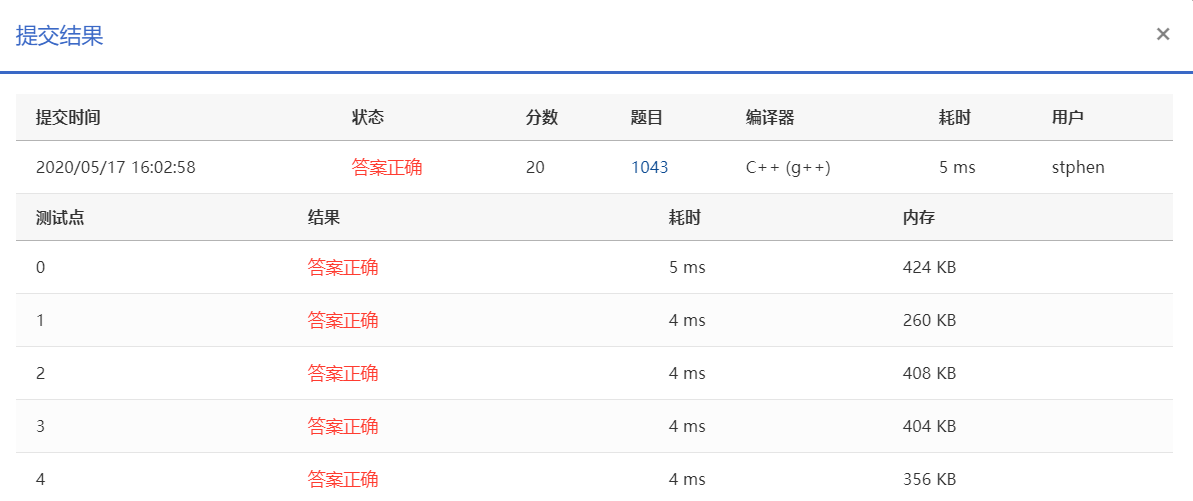 提交结果 ×
提交时间 状态 分数 题目 编译器 耗时 用户
2020/05/17 16:02:58 答案正确 20 1043 C++ (g++) 5 ms stphen
测试点 结果 耗时 内存
0 答案正确 5 ms 424 KB
1 答案正确 4 ms 260 KB
2 答案正确 4 ms 408 KB
3 答案正确 4 ms 404 KB
4 答案正确 4 ms 356 KB